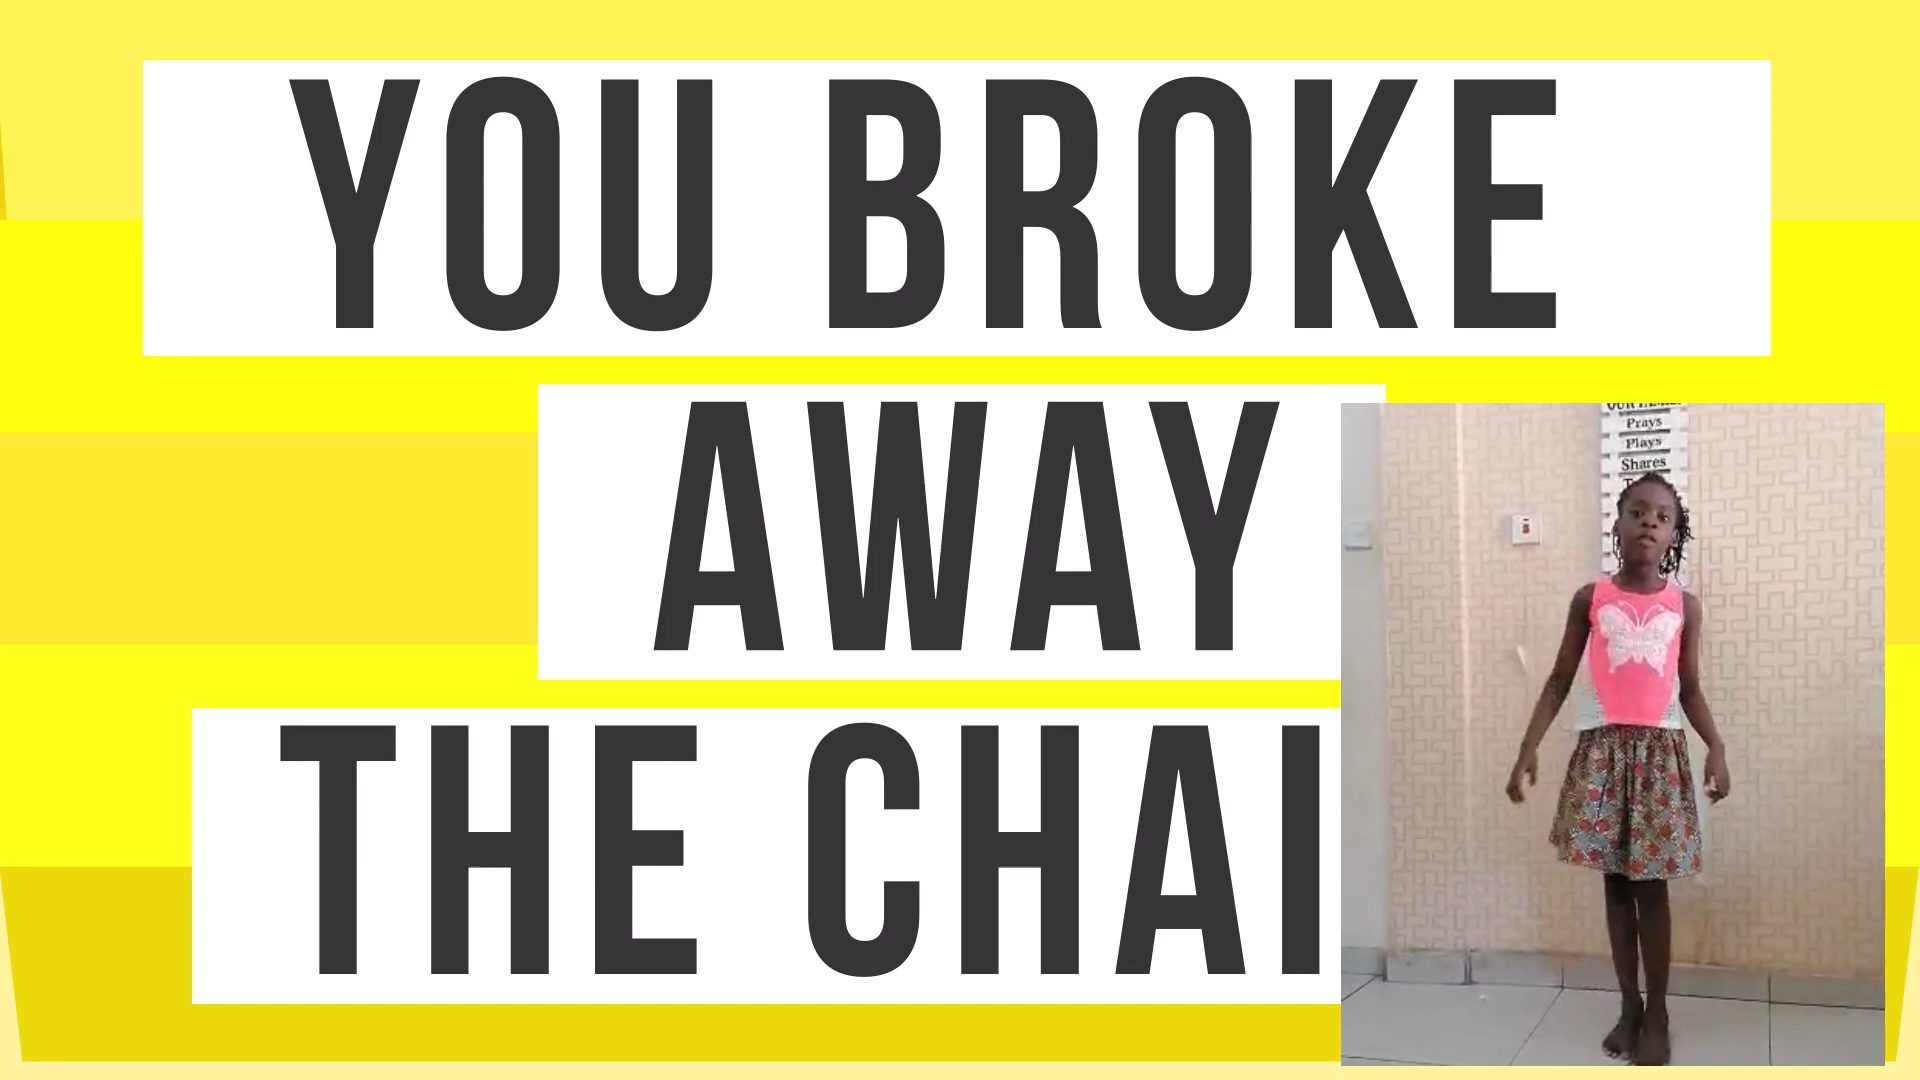 YOU BROKE
AWAY
THE CHAI
Prays
Plays
Shares